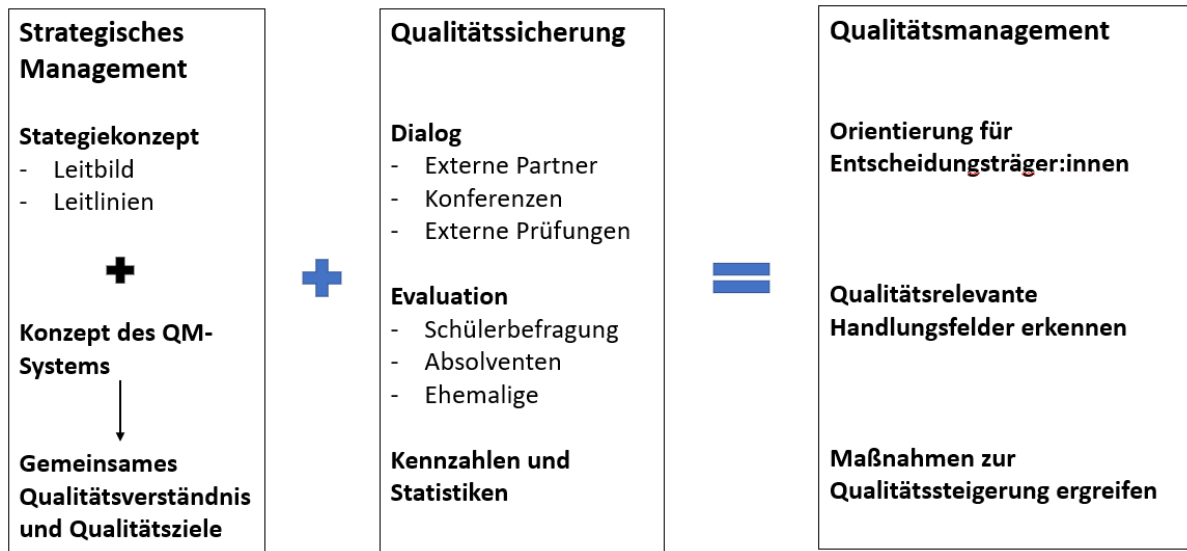 Strategisches
Management
Stategiekonzept
- Leitbild
- Leitlinien
Konzept des QM-
Systems
Gemeinsames
Qualitätsverständnis
und Qualitätsziele
Qualitätssicherung
Dialog
- Externe Partner
- Konferenzen
- Externe Prüfungen
Evaluation
- Schülerbefragung
- Absolventen
- Ehemalige
Kennzahlen und
Statistiken
Qualitätsmanagement
Orientierung für
Entscheidungsträger:innen
Qualitätsrelevante
Handlungsfelder erkennen
Maßnahmen zur
Qualitätssteigerung ergreifen